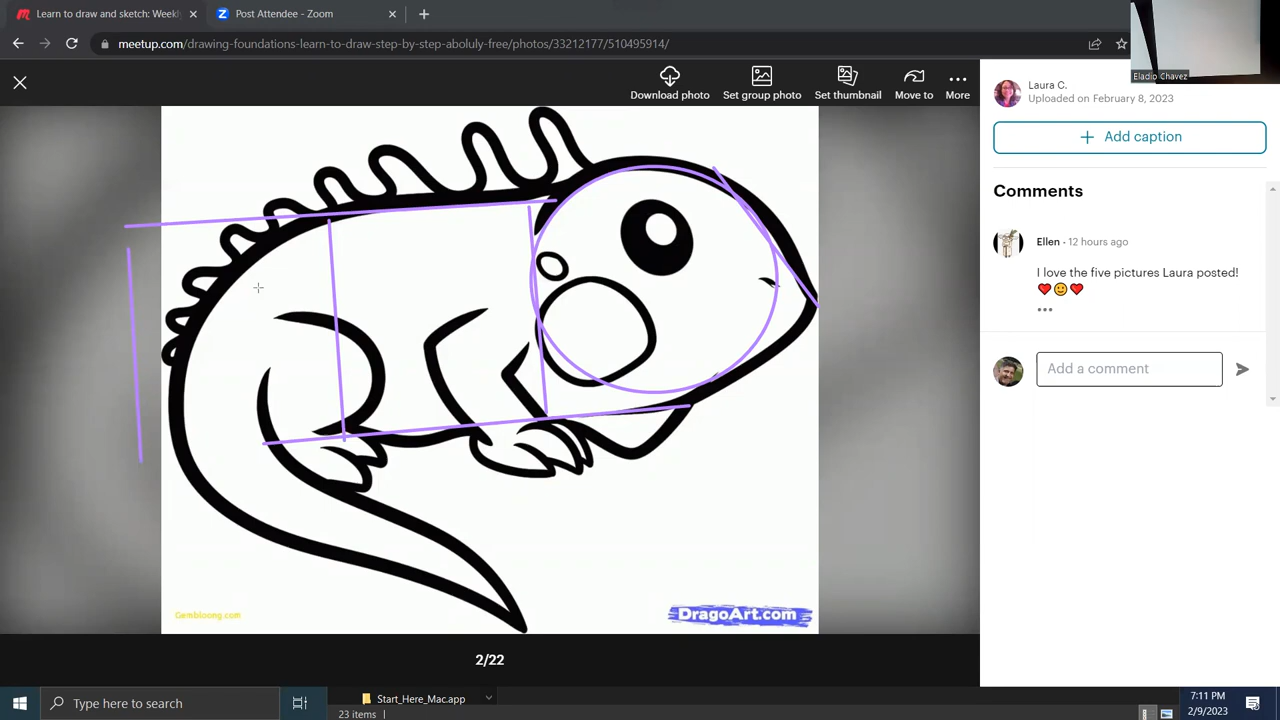 Learn to draw and sketch: Weekly
Post Attendee - Zoom
meetup.com/drawing-foundations-learn-to-draw-step-by-step-aboluly-free/photos/33212177/510495914/
Eladio Chavez
Download photo
Set group photo
Set thumbnail
Move to
More
Laura C.
Uploaded on February 8, 2023
Add caption
Comments
Ellen • 12 hours ago
I love the five pictures Laura posted!
❤️😊❤️
Add a comment
DragoArt.com
2/22
Type here to search
Start_Here_Mac.app
23 items
7:11 PM
2/9/2023